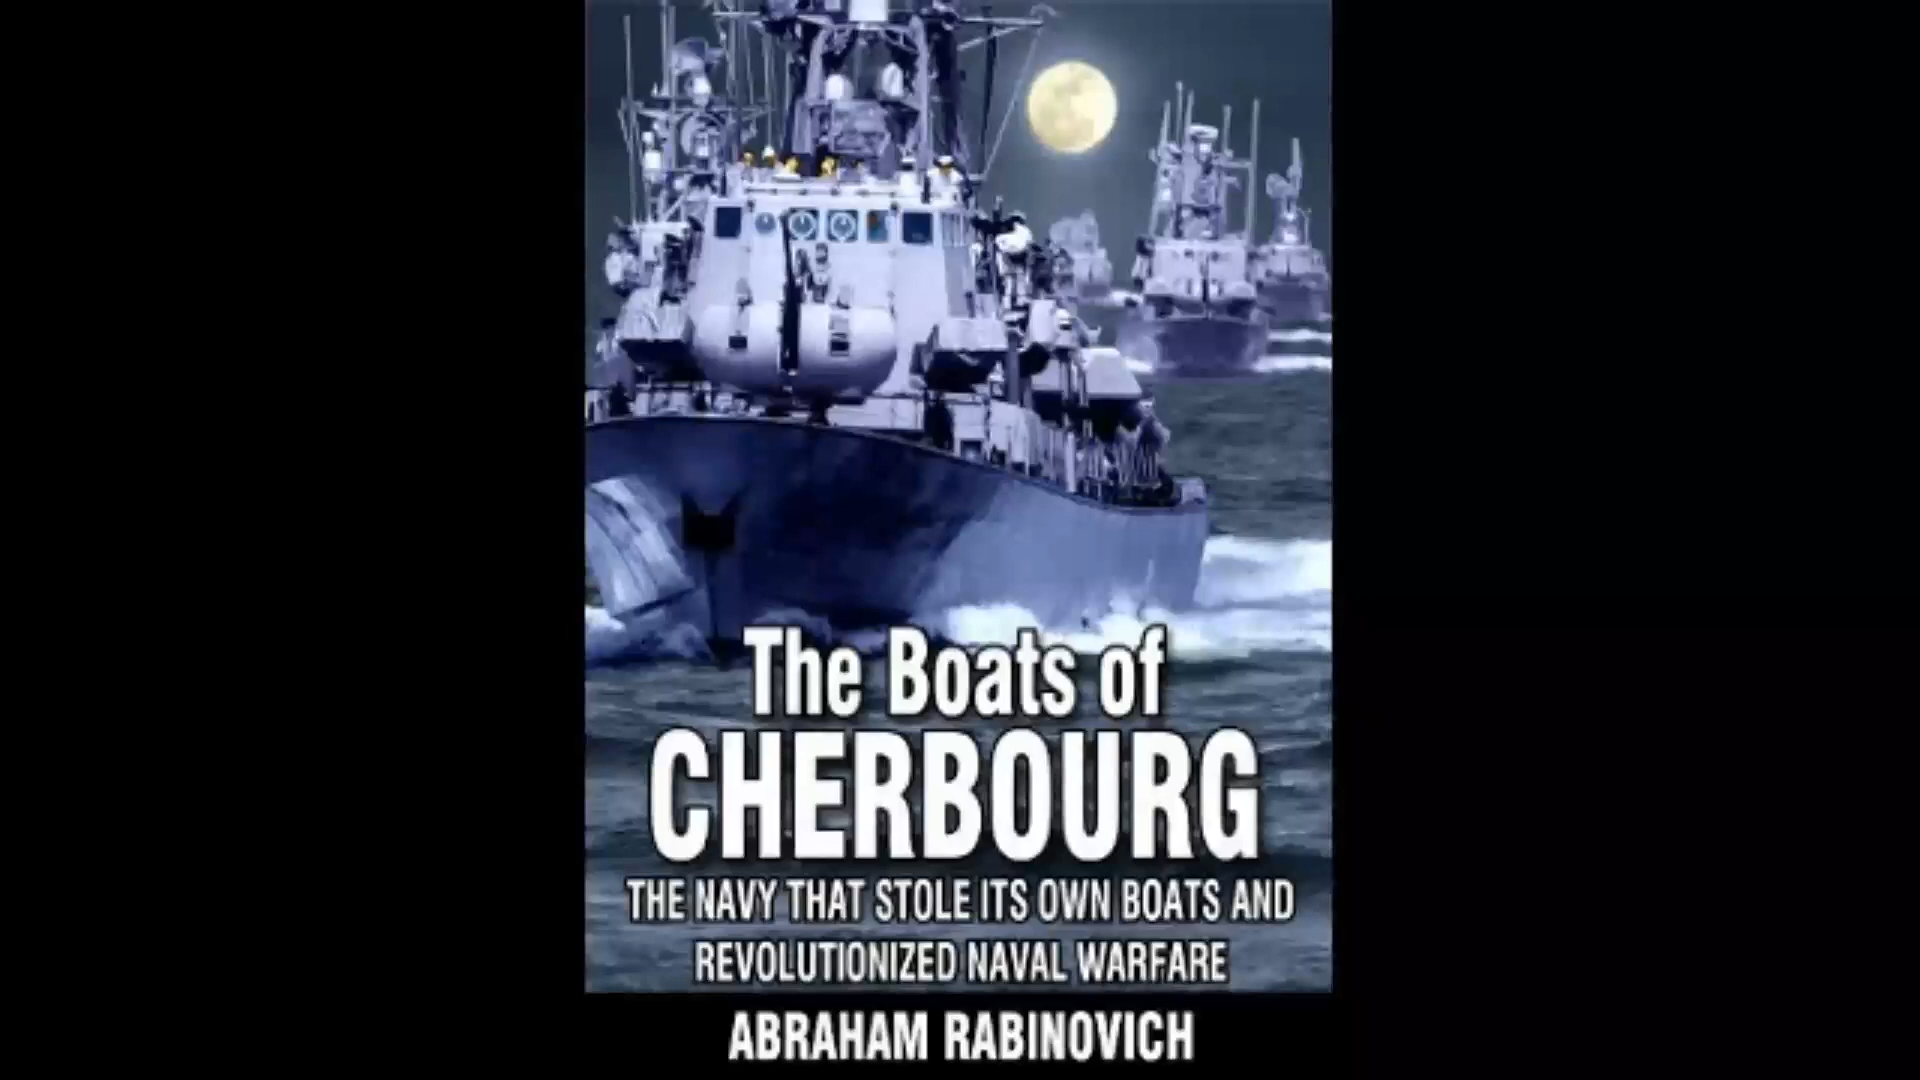 The Boats of
CHERBOURG
THE NAVY THAT STOLE ITS OWN BOATS AND
REVOLUTIONIZED NAVAL WARFARE
ABRAHAM RABINOVICH